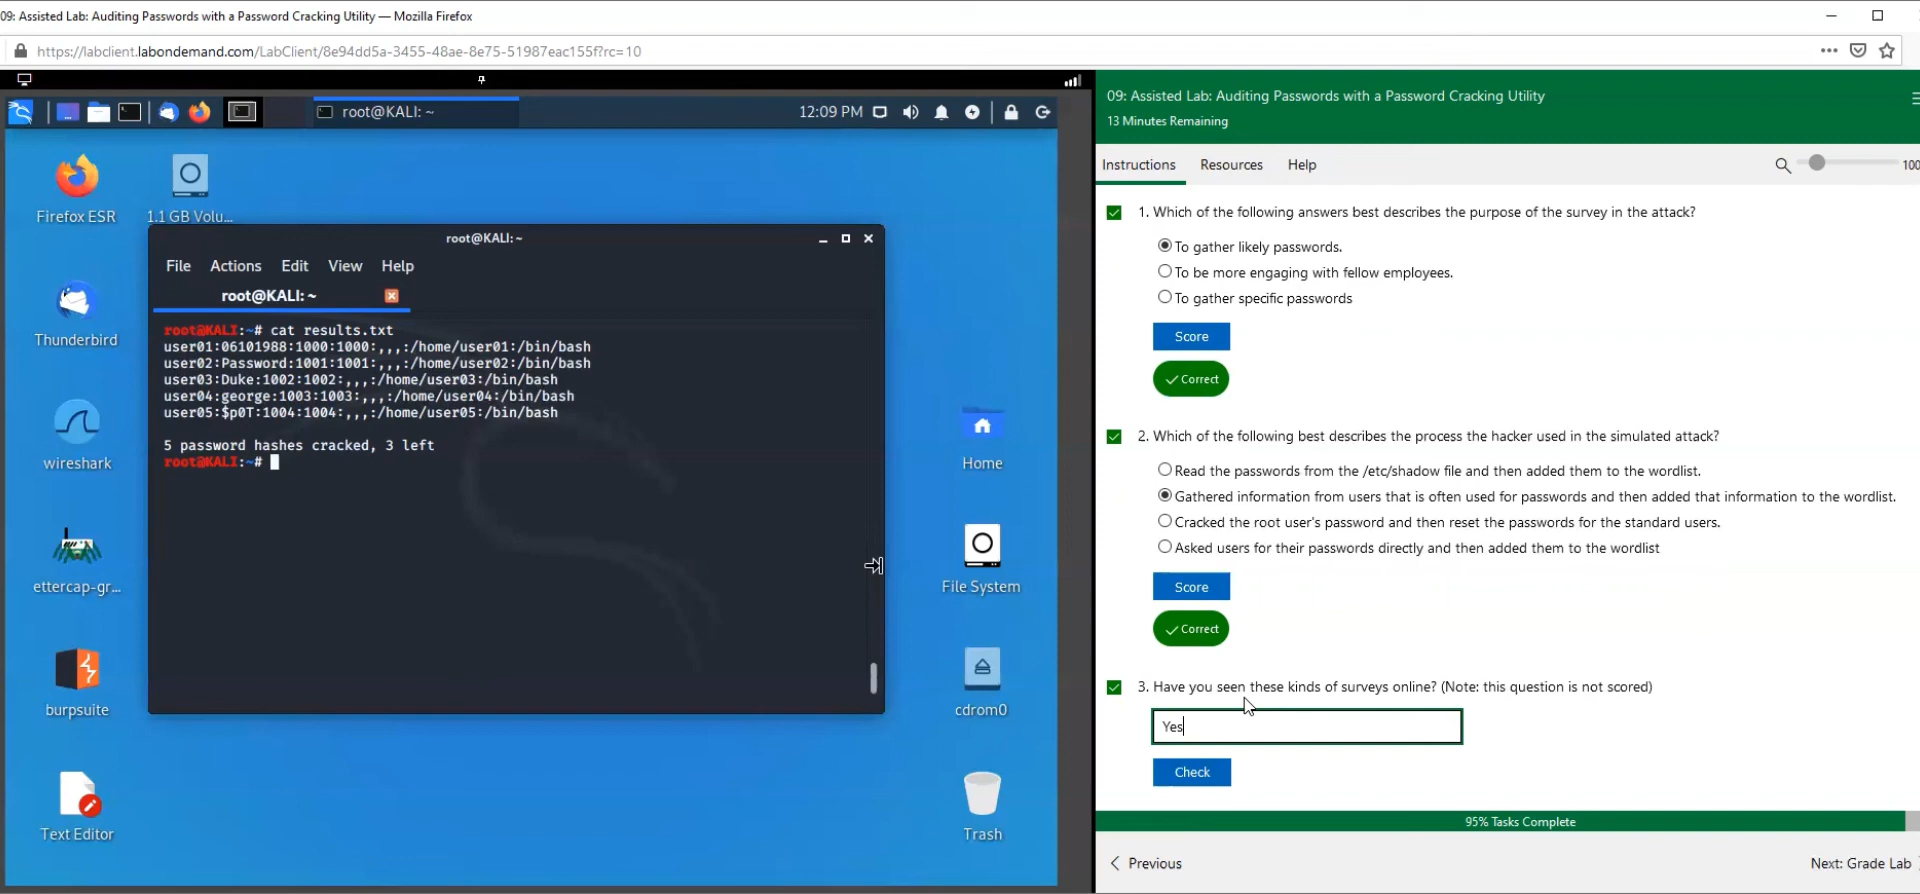 09: Assisted Lab: Auditing Passwords with a Password Cracking Utility — Mozilla Firefox
https://labclient.labondemand.com/LabClient/8e94dd5a-3455-48ae-8e75-51987eac155f?rc=10
root@KALI: ~
12:09 PM
Firefox ESR
1.1 GB Volu...
Thunderbird
wireshark
ettercap-gr...
burpsuite
Text Editor
root@KALI: ~
File Actions Edit View Help
root@KALI: ~
root@KALI:~# cat results.txt
user01:06101988:1000:1000:,,,:/home/user01:/bin/bash
user02:Password:1001:1001:,,,:/home/user02:/bin/bash
user03:Duke:1002:1002:,,,:/home/user03:/bin/bash
user04:george:1003:1003:,,,:/home/user04:/bin/bash
user05:$p0T:1004:1004:,,,:/home/user05:/bin/bash
5 password hashes cracked, 3 left
root@KALI:~#
Home
File System
cdrom0
Trash
09: Assisted Lab: Auditing Passwords with a Password Cracking Utility
13 Minutes Remaining
Instructions Resources Help
100
1. Which of the following answers best describes the purpose of the survey in the attack?
To gather likely passwords.
To be more engaging with fellow employees.
To gather specific passwords
Score
Correct
2. Which of the following best describes the process the hacker used in the simulated attack?
Read the passwords from the /etc/shadow file and then added them to the wordlist.
Gathered information from users that is often used for passwords and then added that information to the wordlist.
Cracked the root user's password and then reset the passwords for the standard users.
Asked users for their passwords directly and then added them to the wordlist
Score
Correct
3. Have you seen these kinds of surveys online? (Note: this question is not scored)
Yes
Check
95% Tasks Complete
Previous
Next: Grade Lab